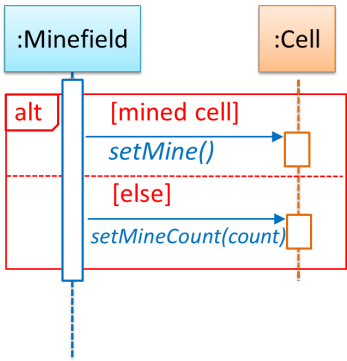 :Minefield
:Cell
alt
[mined cell]
setMine()
[else]
setMineCount(count)